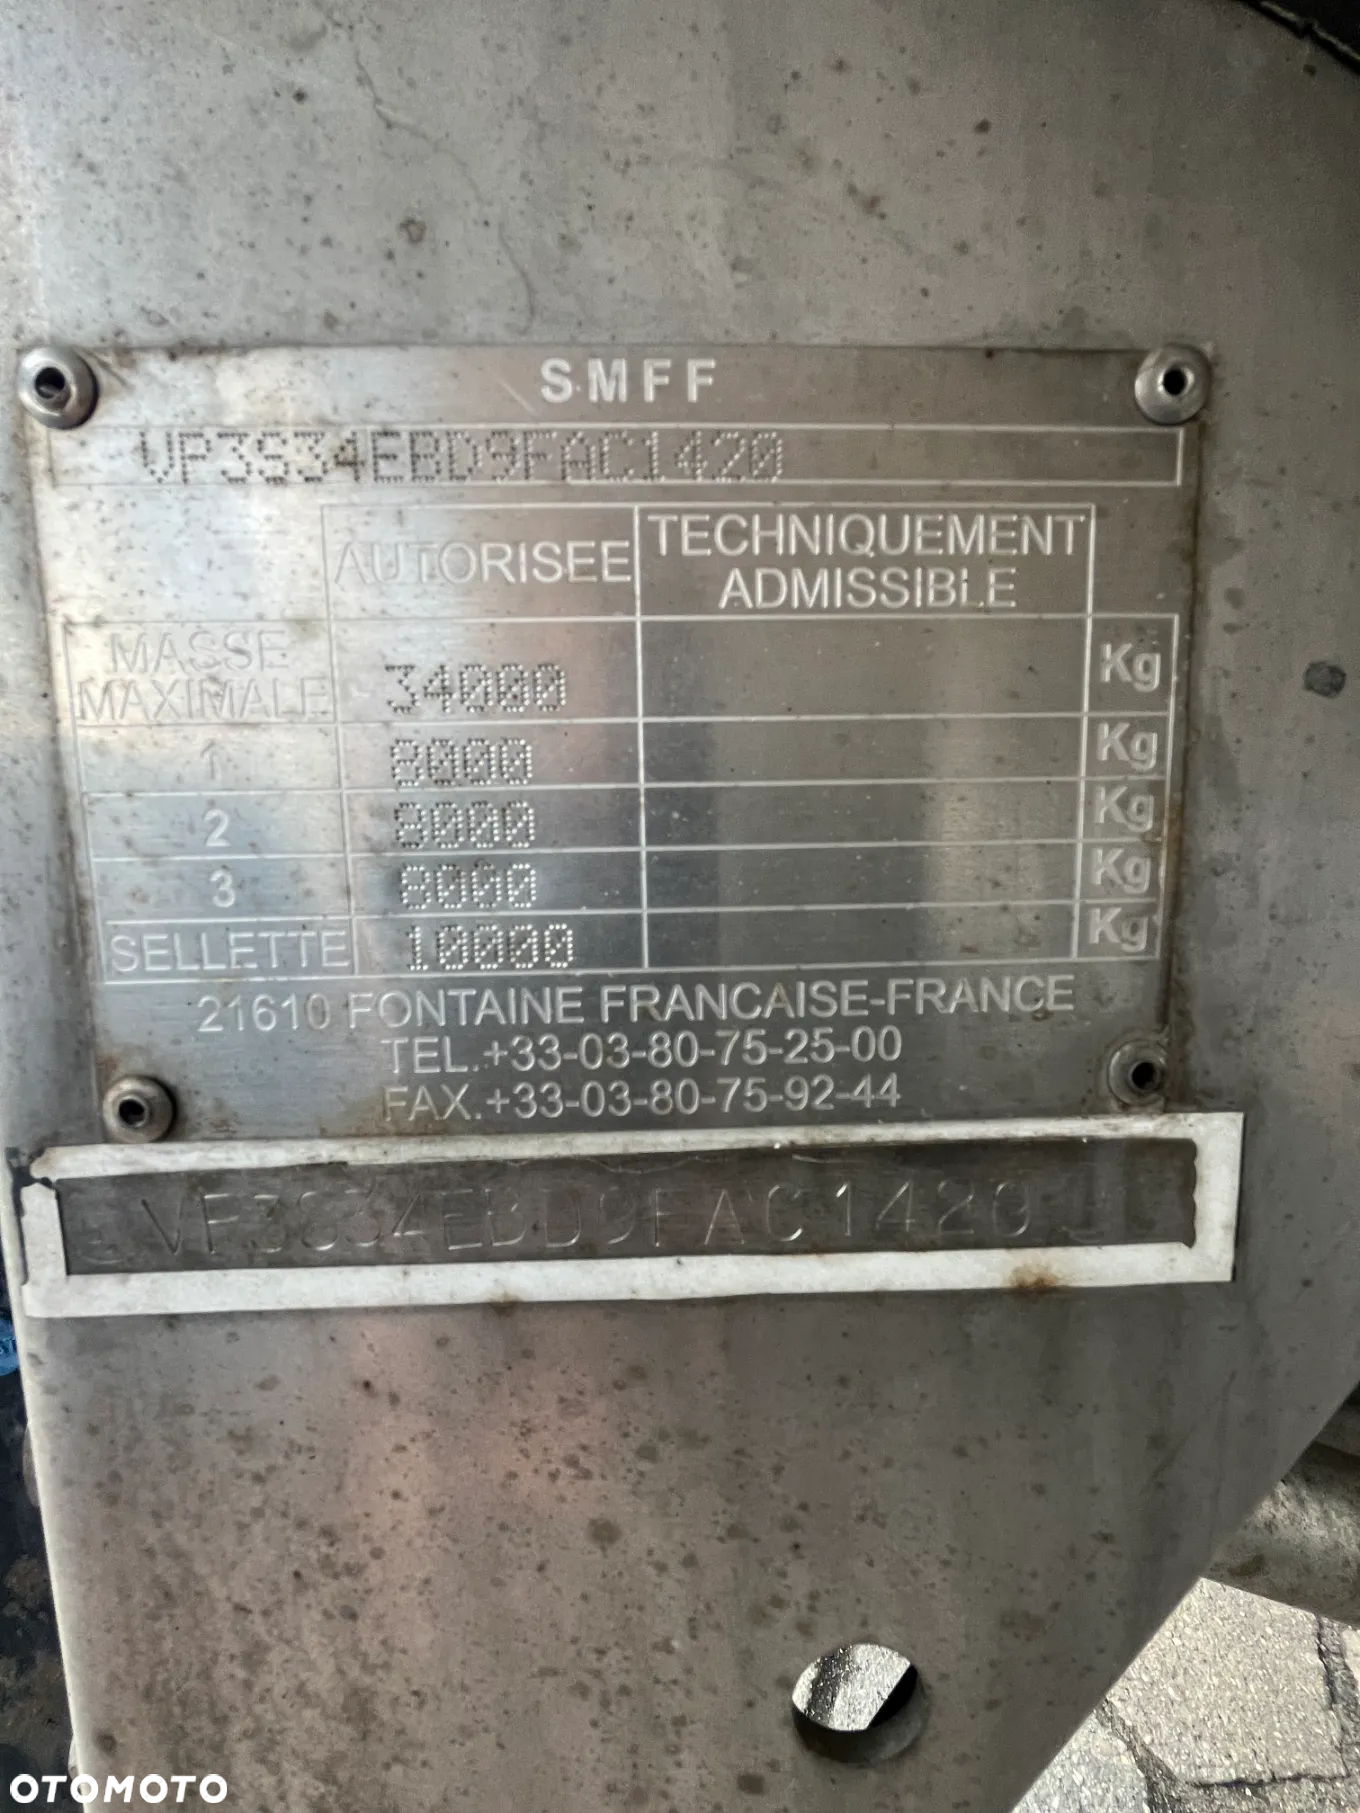 SMFF
VP3S34EBD9FAC1420
AUTORISEE
TECHNIQUEMENT
ADMISSIBLE
MASSE
MAXIMALE 34000 Kg
1 8000 Kg
2 8000 Kg
3 8000 Kg
SELLETTE 10000 Kg
21610 FONTAINE FRANCAISE-FRANCE
TEL.+33-03-80-75-25-00
FAX.+33-03-80-75-92-44
VP3S34EBD9FAC1420
OTOMOTO